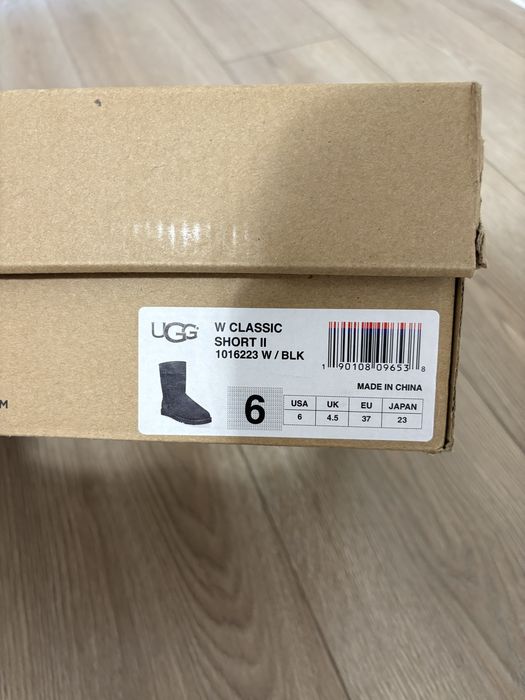 UGG
W CLASSIC
SHORT II
1016223 W / BLK
1 90108 09653 8
MADE IN CHINA
6
USA UK EU JAPAN
6 4.5 37 23
M